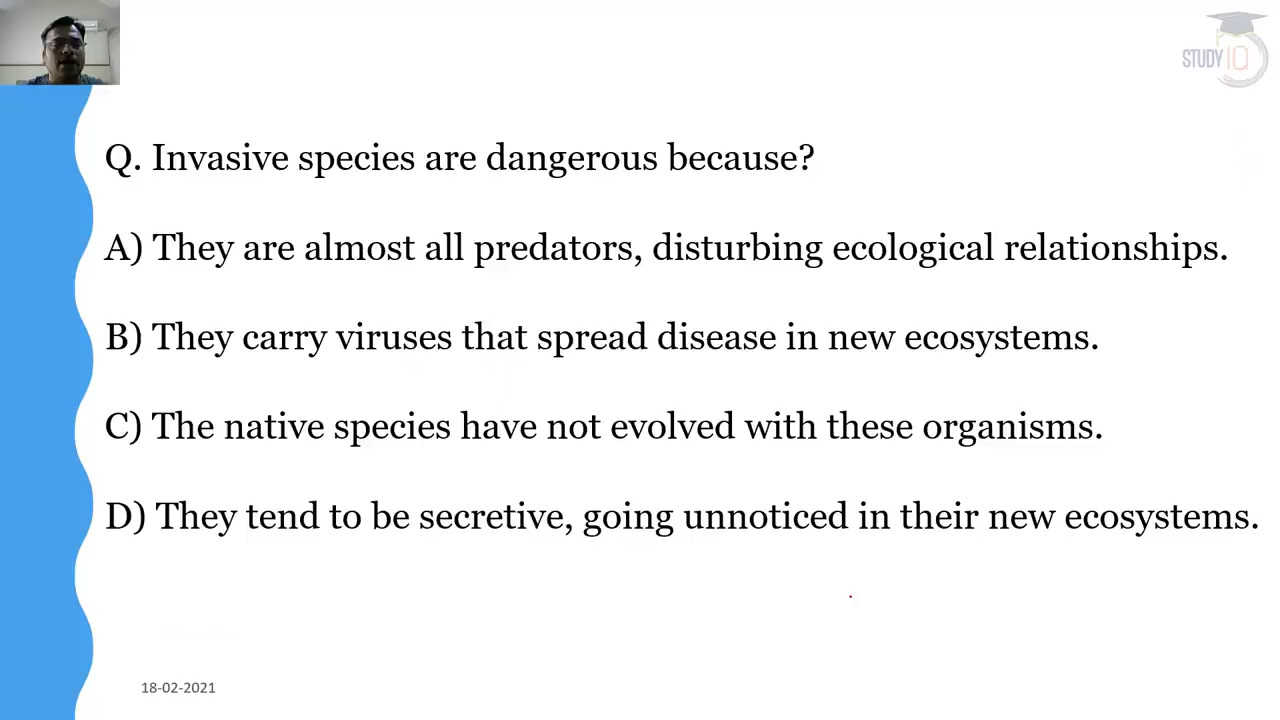 STUDY IQ
Q. Invasive species are dangerous because?
A) They are almost all predators, disturbing ecological relationships.
B) They carry viruses that spread disease in new ecosystems.
C) The native species have not evolved with these organisms.
D) They tend to be secretive, going unnoticed in their new ecosystems.
18-02-2021